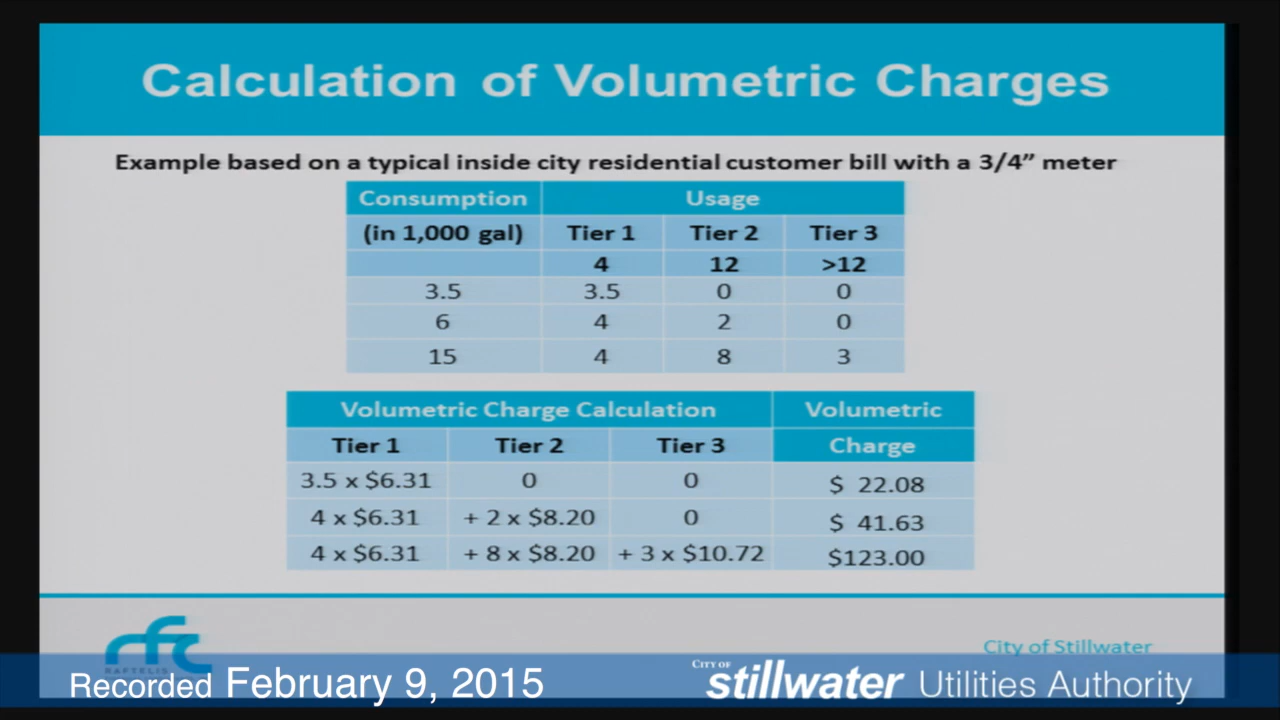 Calculation of Volumetric Charges
Example based on a typical inside city residential customer bill with a 3/4” meter
Consumption Usage
(in 1,000 gal) Tier 1 Tier 2 Tier 3
4 12 >12
3.5 3.5 0 0
6 4 2 0
15 4 8 3
Volumetric Charge Calculation Volumetric
Tier 1 Tier 2 Tier 3 Charge
3.5 x $6.31 0 0 $ 22.08
4 x $6.31 + 2 x $8.20 0 $ 41.63
4 x $6.31 + 8 x $8.20 + 3 x $10.72 $123.00
rfc
RAFTELIS
City of Stillwater
Recorded February 9, 2015
CITY OF stillwater Utilities Authority